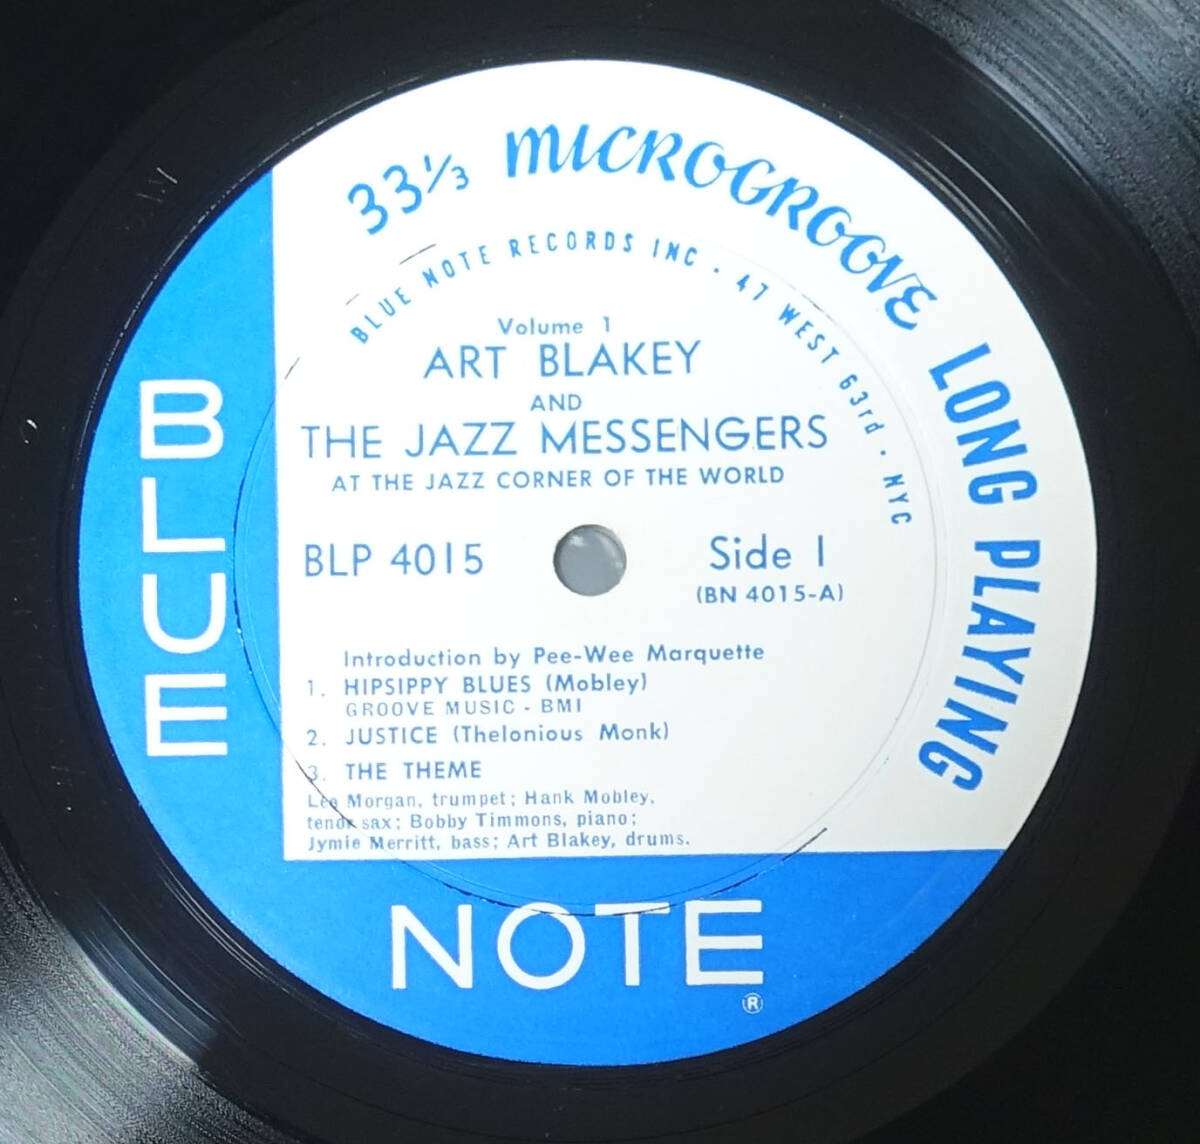 33⅓ MICROGROOVE LONG PLAYING
BLUE NOTE RECORDS INC • 47 WEST 63rd • NYC
Volume 1
ART BLAKEY
AND
THE JAZZ MESSENGERS
AT THE JAZZ CORNER OF THE WORLD
BLP 4015
Side 1
(BN 4015-A)
Introduction by Pee-Wee Marquette
1. HIPSIPPY BLUES (Mobley)
GROOVE MUSIC - BMI
2. JUSTICE (Thelonious Monk)
3. THE THEME
Lee Morgan, trumpet; Hank Mobley,
tenor sax; Bobby Timmons, piano;
Jymie Merritt, bass; Art Blakey, drums.
BLUE
NOTE
®